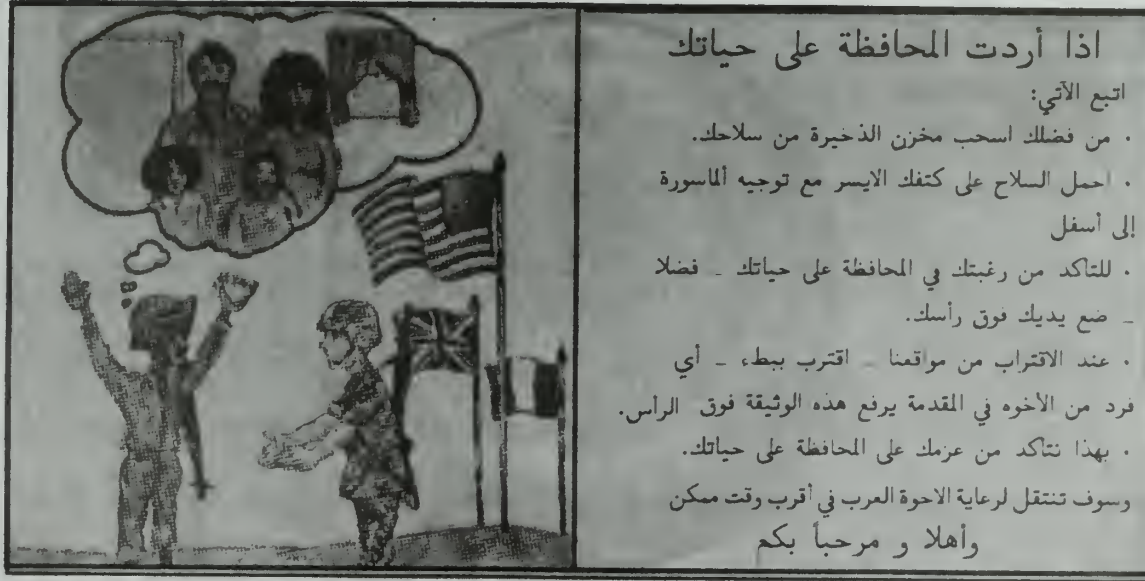 اذا أردت المحافظة على حياتك
اتبع الآتي:
· من فضلك اسحب مخزن الذخيرة من سلاحك.
· احمل السلاح على كتفك الايسر مع توجيه ألماسورة
إلى أسفل
· للتاكد من رغبتك في المحافظة على حياتك _ فضلا
_ ضع يديك فوق رأسك.
· عند الاقتراب من مواقعنا _ اقترب ببطء _ أي
فرد من الأخوه في المقدمة يرفع هذه الوثيقة فوق الرأس.
· بهذا نتاكد من عزمك على المحافظة على حياتك.
وسوف تنتقل لرعاية الاحوة العرب في أقرب وقت ممكن
وأهلا و مرحبأ بكم